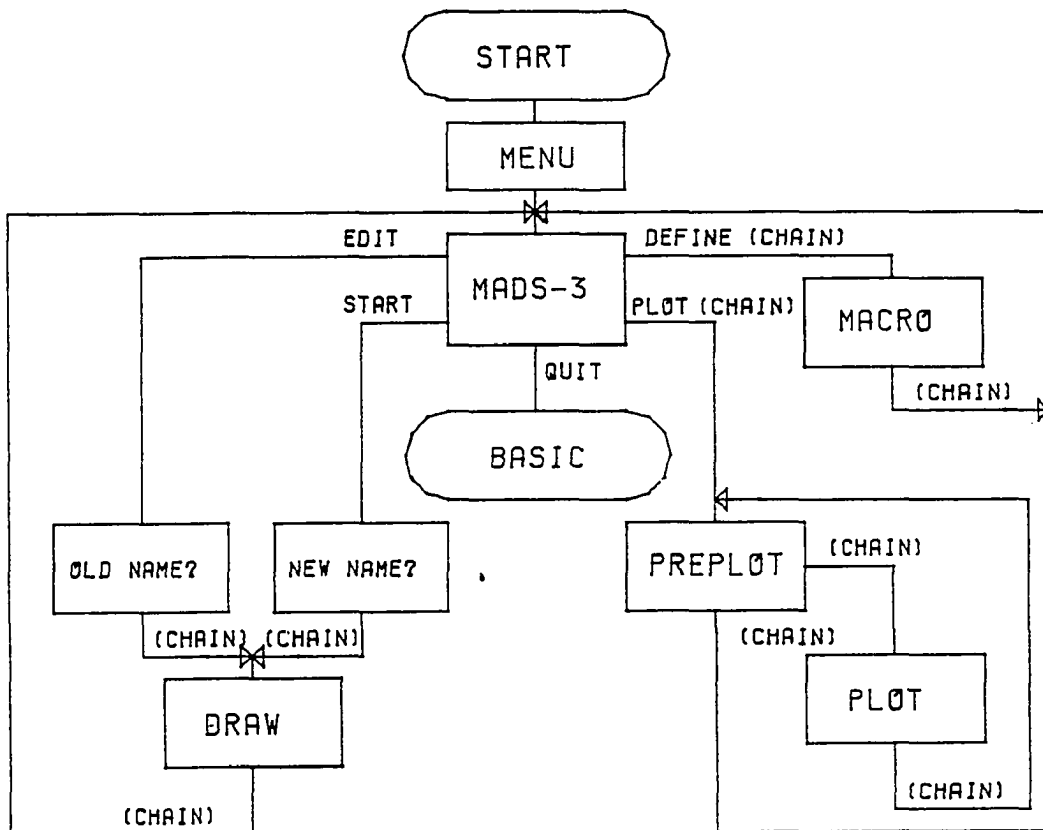 START
MENU
EDIT
DEFINE (CHAIN)
MADS-3
START
PLOT (CHAIN)
MACRO
QUIT
(CHAIN)
BASIC
OLD NAME?
NEW NAME?
PREPLOT
(CHAIN)
(CHAIN) (CHAIN)
(CHAIN)
DRAW
PLOT
(CHAIN)
(CHAIN)